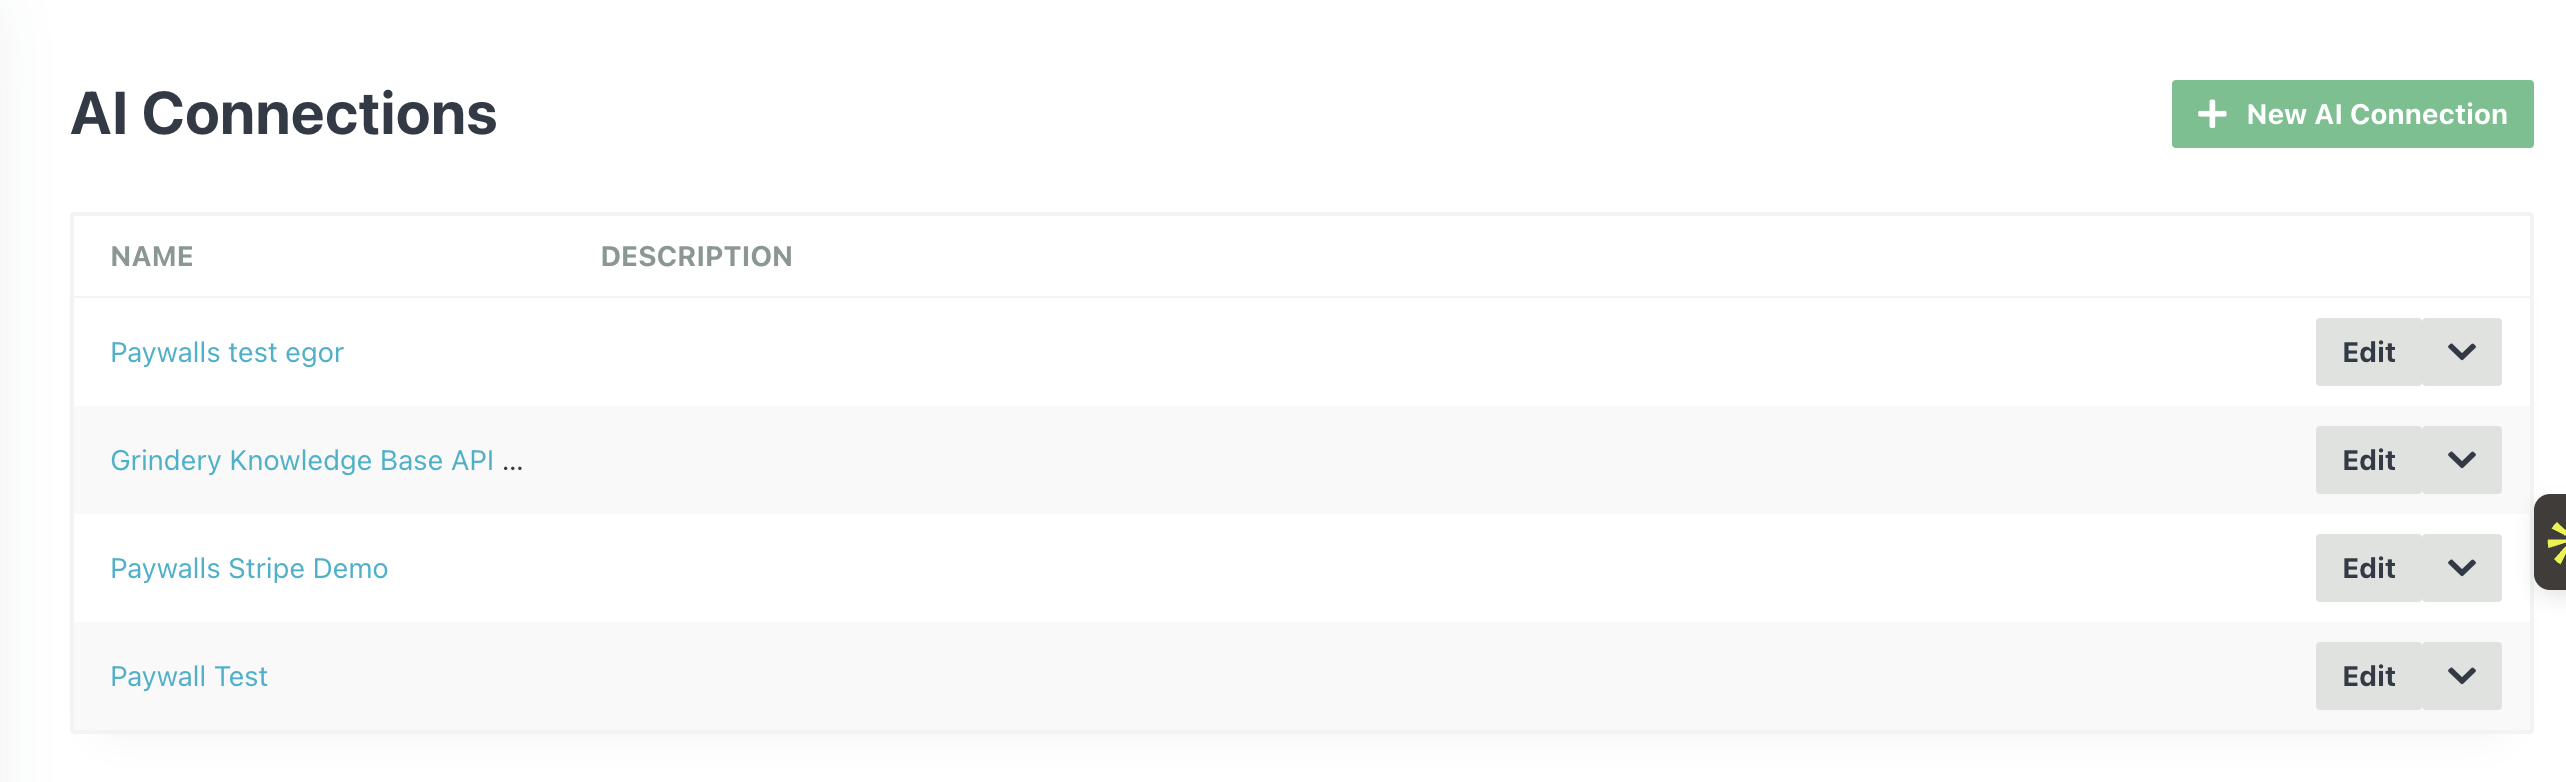 AI Connections
New AI Connection
NAME DESCRIPTION
Paywalls test egor Edit
Grindery Knowledge Base API ... Edit
Paywalls Stripe Demo Edit
Paywall Test Edit